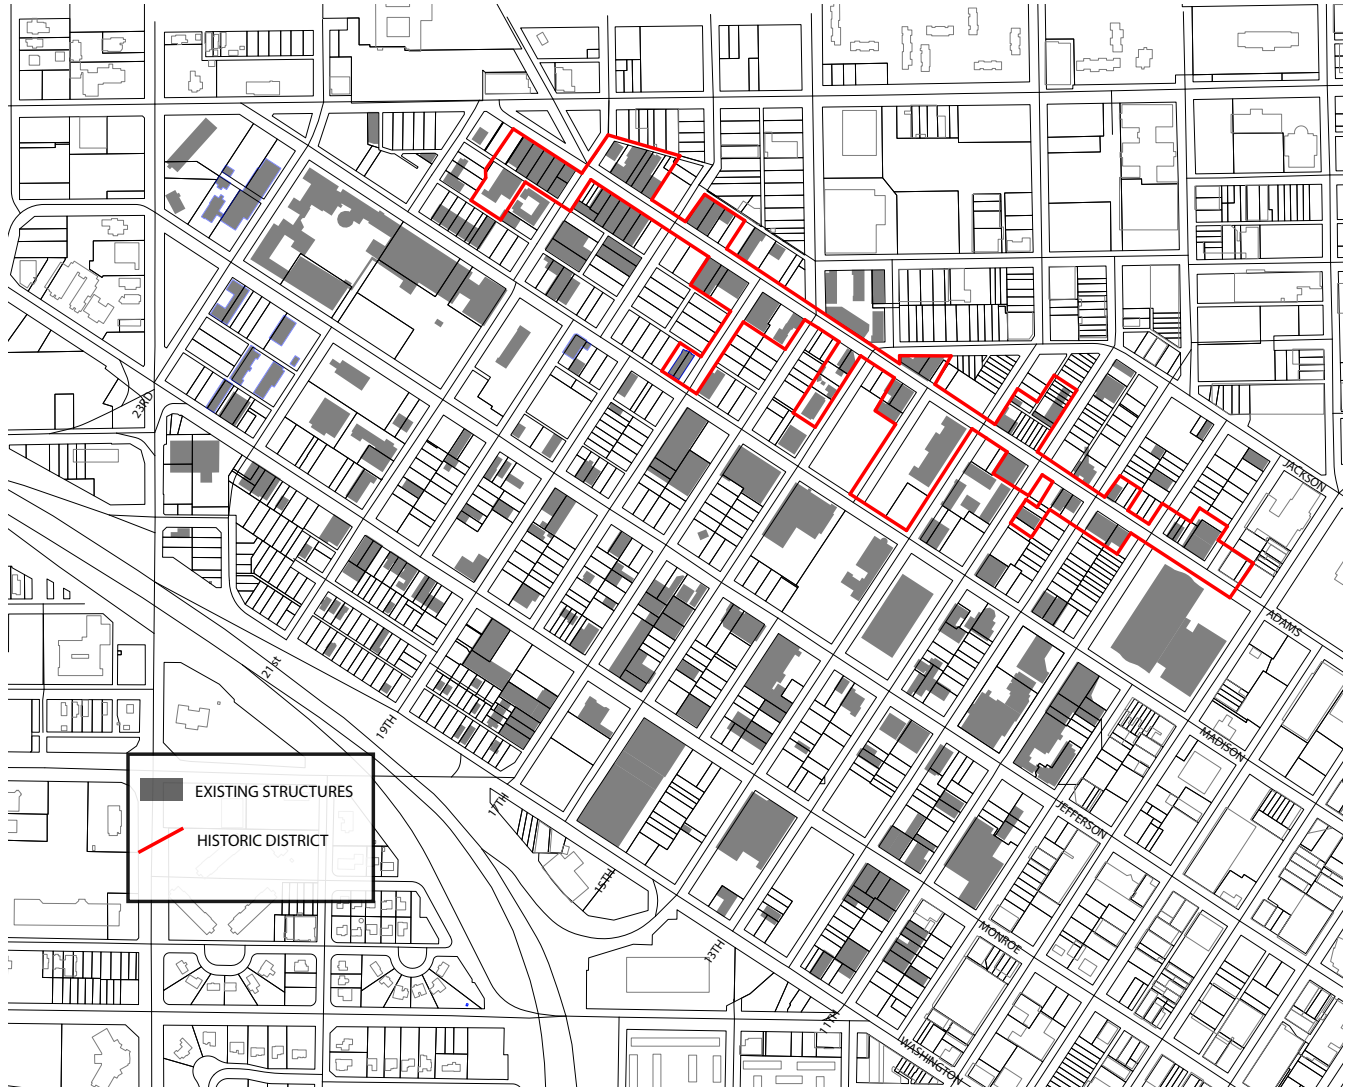 23RD
JACKSON
ADAMS
21st
19TH
MADISON
EXISTING STRUCTURES
HISTORIC DISTRICT
17TH
JEFFERSON
15TH
MONROE
13TH
11TH
WASHINGTON